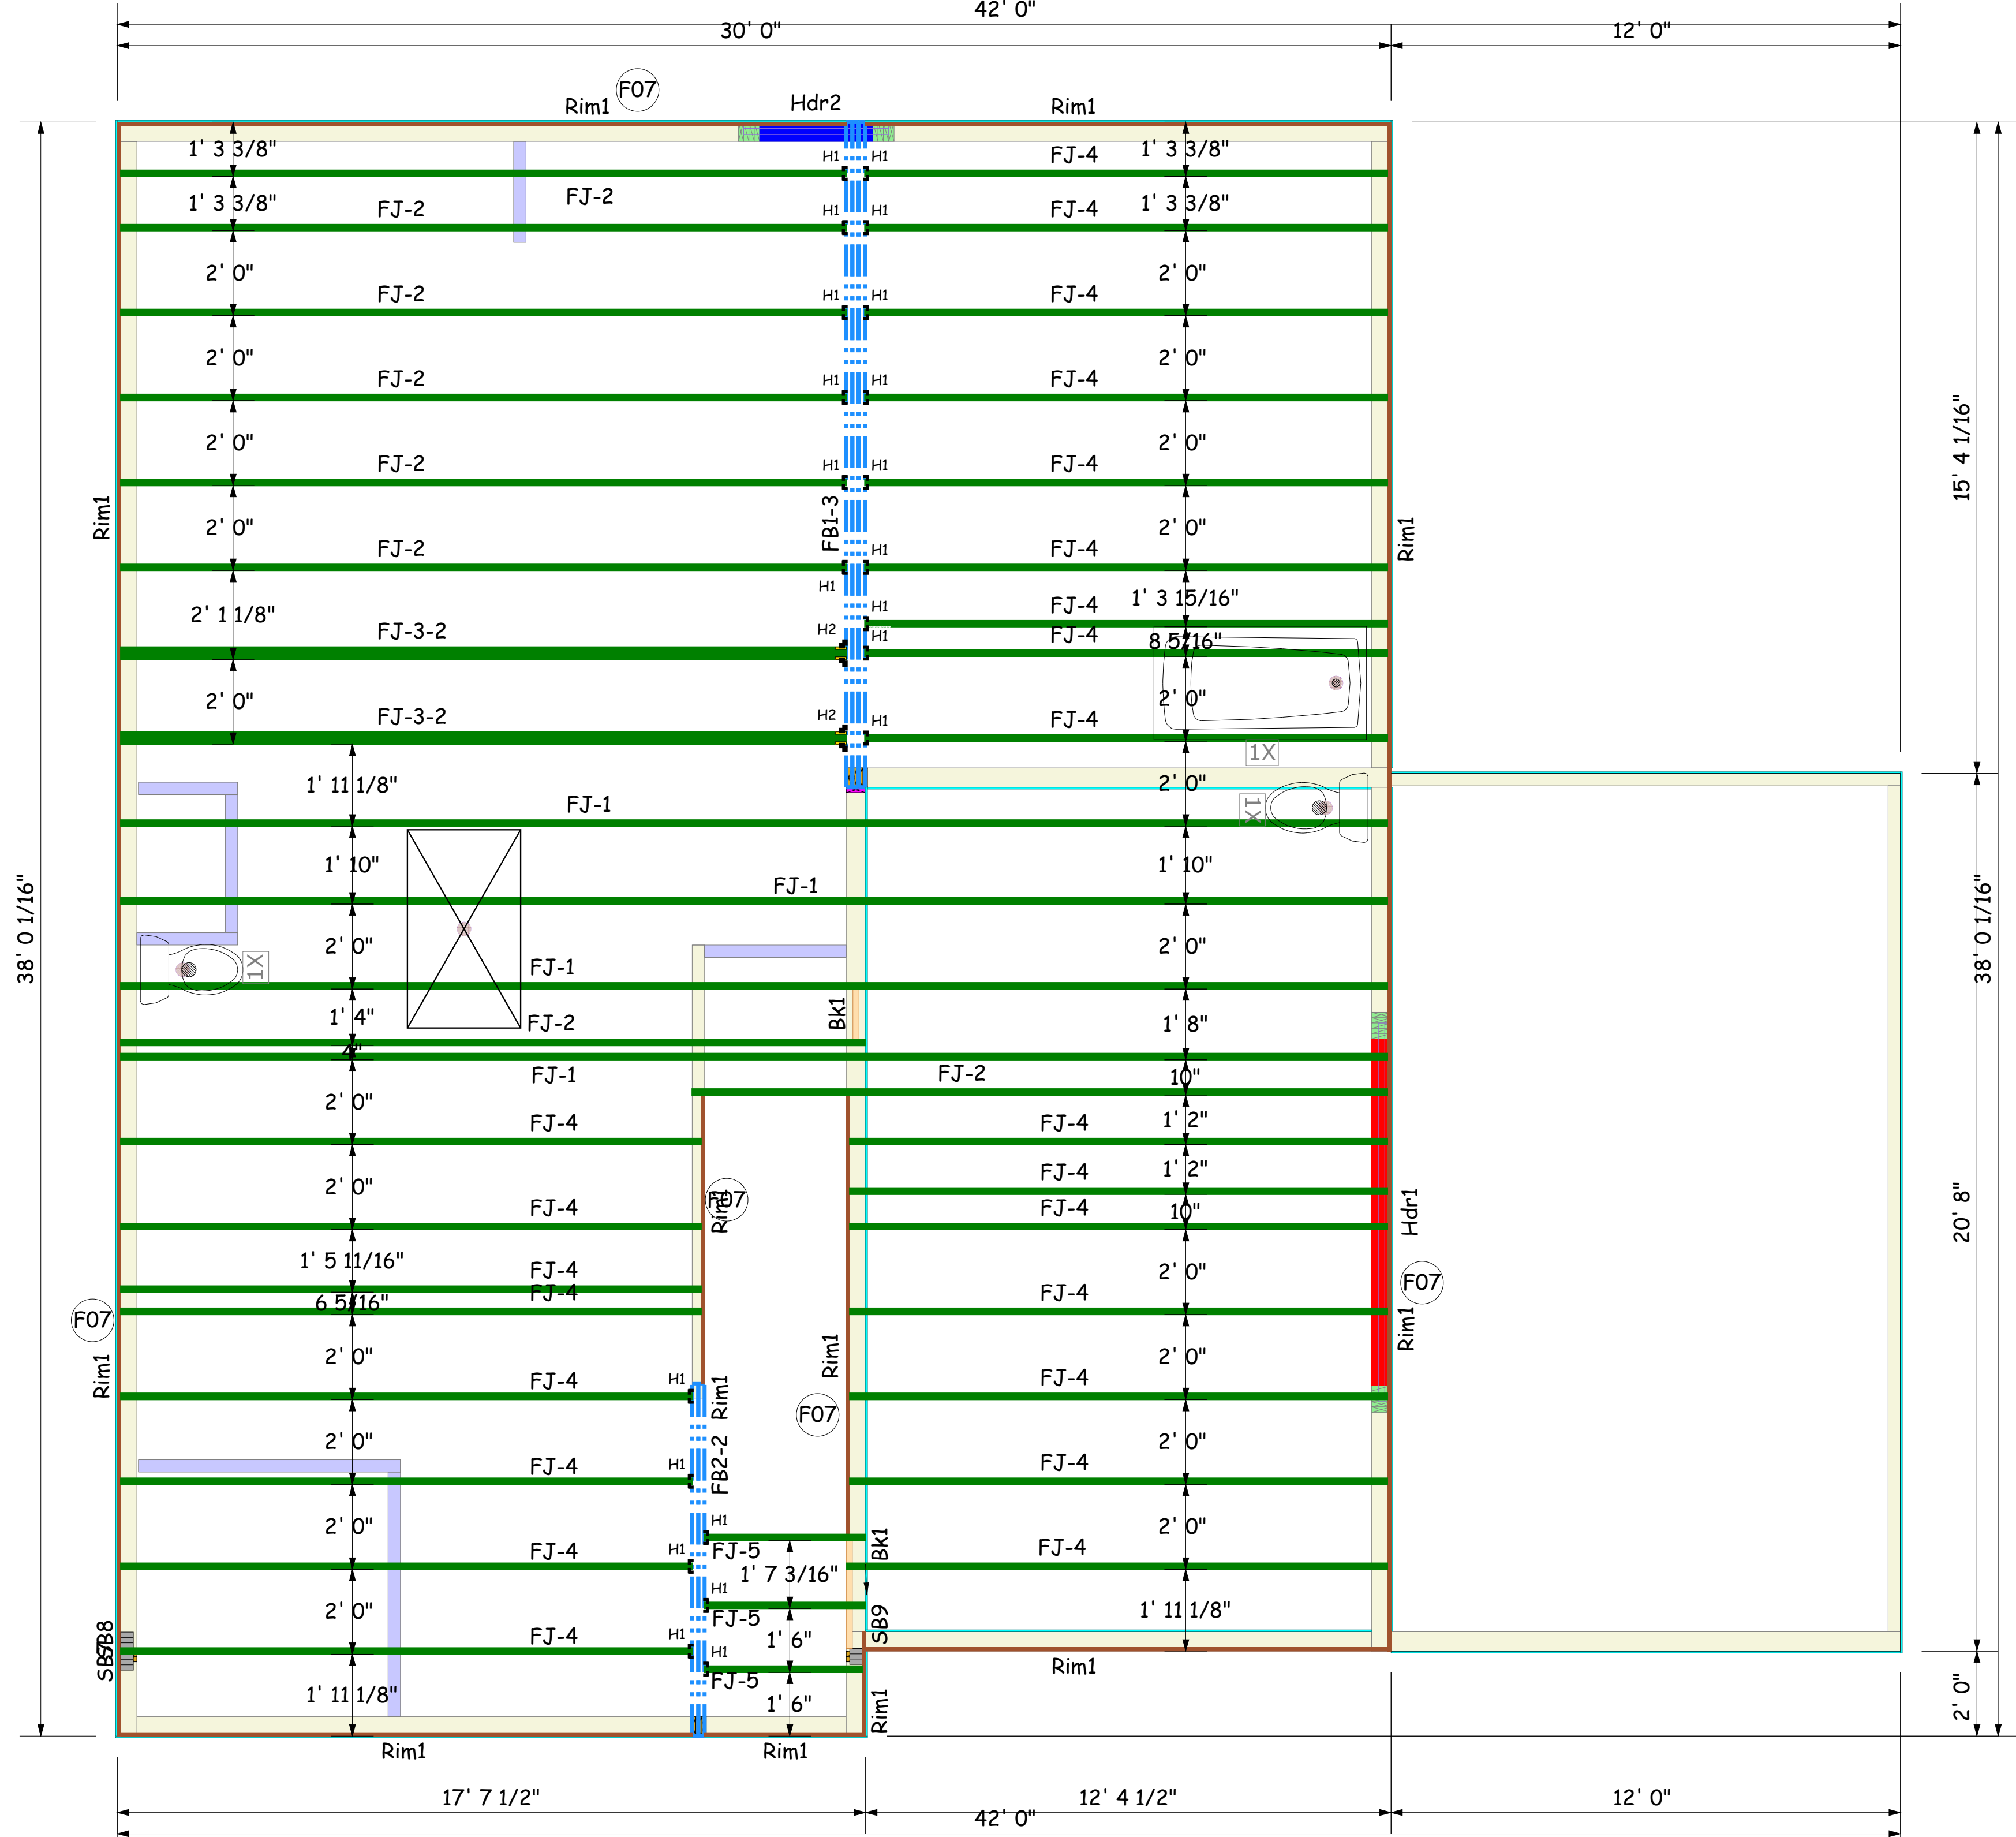 42' 0"
30' 0" 12' 0"
F07
Rim1 Hdr2 Rim1
1' 3 3/8" H1 H1 FJ-4 1' 3 3/8"
FJ-2
1' 3 3/8" FJ-2 H1 H1 FJ-4 1' 3 3/8"
2' 0" 2' 0"
FJ-2 H1 H1 FJ-4
2' 0" 2' 0"
FJ-2 H1 H1 FJ-4
15' 4 1/16"
2' 0" 2' 0"
FJ-2 H1 H1 FJ-4
Rim1 FB1-3 Rim1
2' 0" 2' 0"
FJ-2 H1 FJ-4
H1
2' 1 1/8" H1 FJ-4 1' 3 15/16"
FJ-3-2 H2 H1 FJ-4 8 5/16"
2' 0" 2' 0"
FJ-3-2 H2 H1 FJ-4
1X
1' 11 1/8" 2' 0"
FJ-1 1X
1' 10" 1' 10"
FJ-1
38' 0 1/16" 38' 0 1/16"
2' 0" 2' 0"
1X FJ-1
1' 4" FJ-2 Bk1 1' 8"
4"
FJ-1 FJ-2 10"
2' 0" 1' 2"
FJ-4 FJ-4
2' 0" FJ-4 1' 2"
FJ-4 F07 Rim1 FJ-4 10" Hdr1 20' 8"
1' 5 11/16" FJ-4 2' 0" F07
6 5/16" FJ-4 FJ-4
F07
2' 0" Rim1 2' 0" Rim1
Rim1 FJ-4 H1 Rim1 FJ-4
F07
2' 0" 2' 0"
FJ-4 H1 FB2-2 FJ-4
2' 0" H1 2' 0"
FJ-4 H1 FJ-5 Bk1 FJ-4
1' 7 3/16"
2' 0" H1 1' 11 1/8"
FJ-5
SB8 FJ-4 H1 1' 6" SB9
H1 Rim1
FJ-5
1' 11 1/8" 1' 6" Rim1 2' 0"
Rim1 Rim1
17' 7 1/2" 12' 4 1/2" 12' 0"
42' 0"